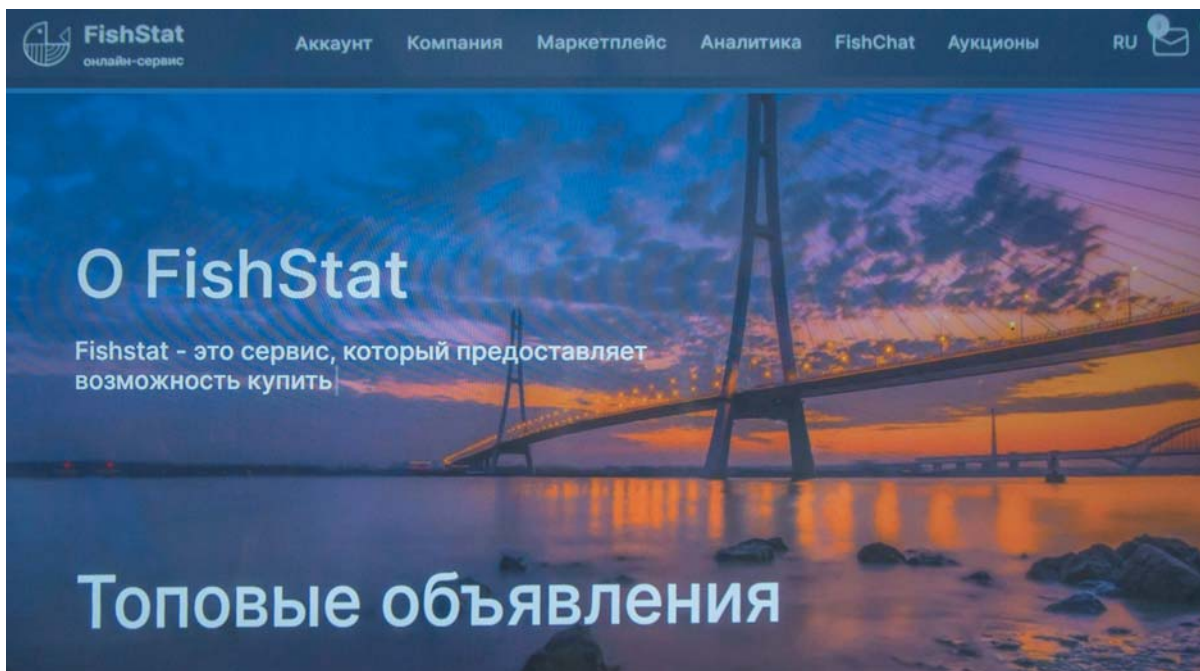 FishStat
онлайн-сервис
Аккаунт Компания Маркетплейс Аналитика FishChat Аукционы RU
О FishStat
Fishstat - это сервис, который предоставляет
возможность купить
Топовые объявления